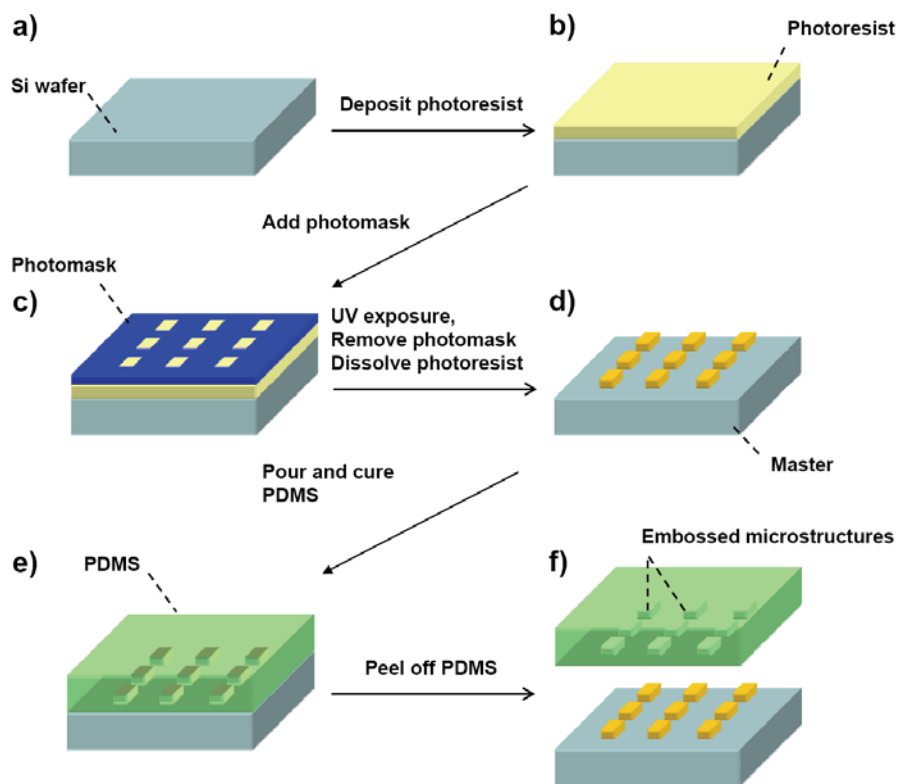 a)
Si wafer
Deposit photoresist
b)
Photoresist
Add photomask
Photomask
c)
UV exposure,
Remove photomask
Dissolve photoresist
d)
Master
Pour and cure
PDMS
e)
PDMS
Peel off PDMS
Embossed microstructures
f)